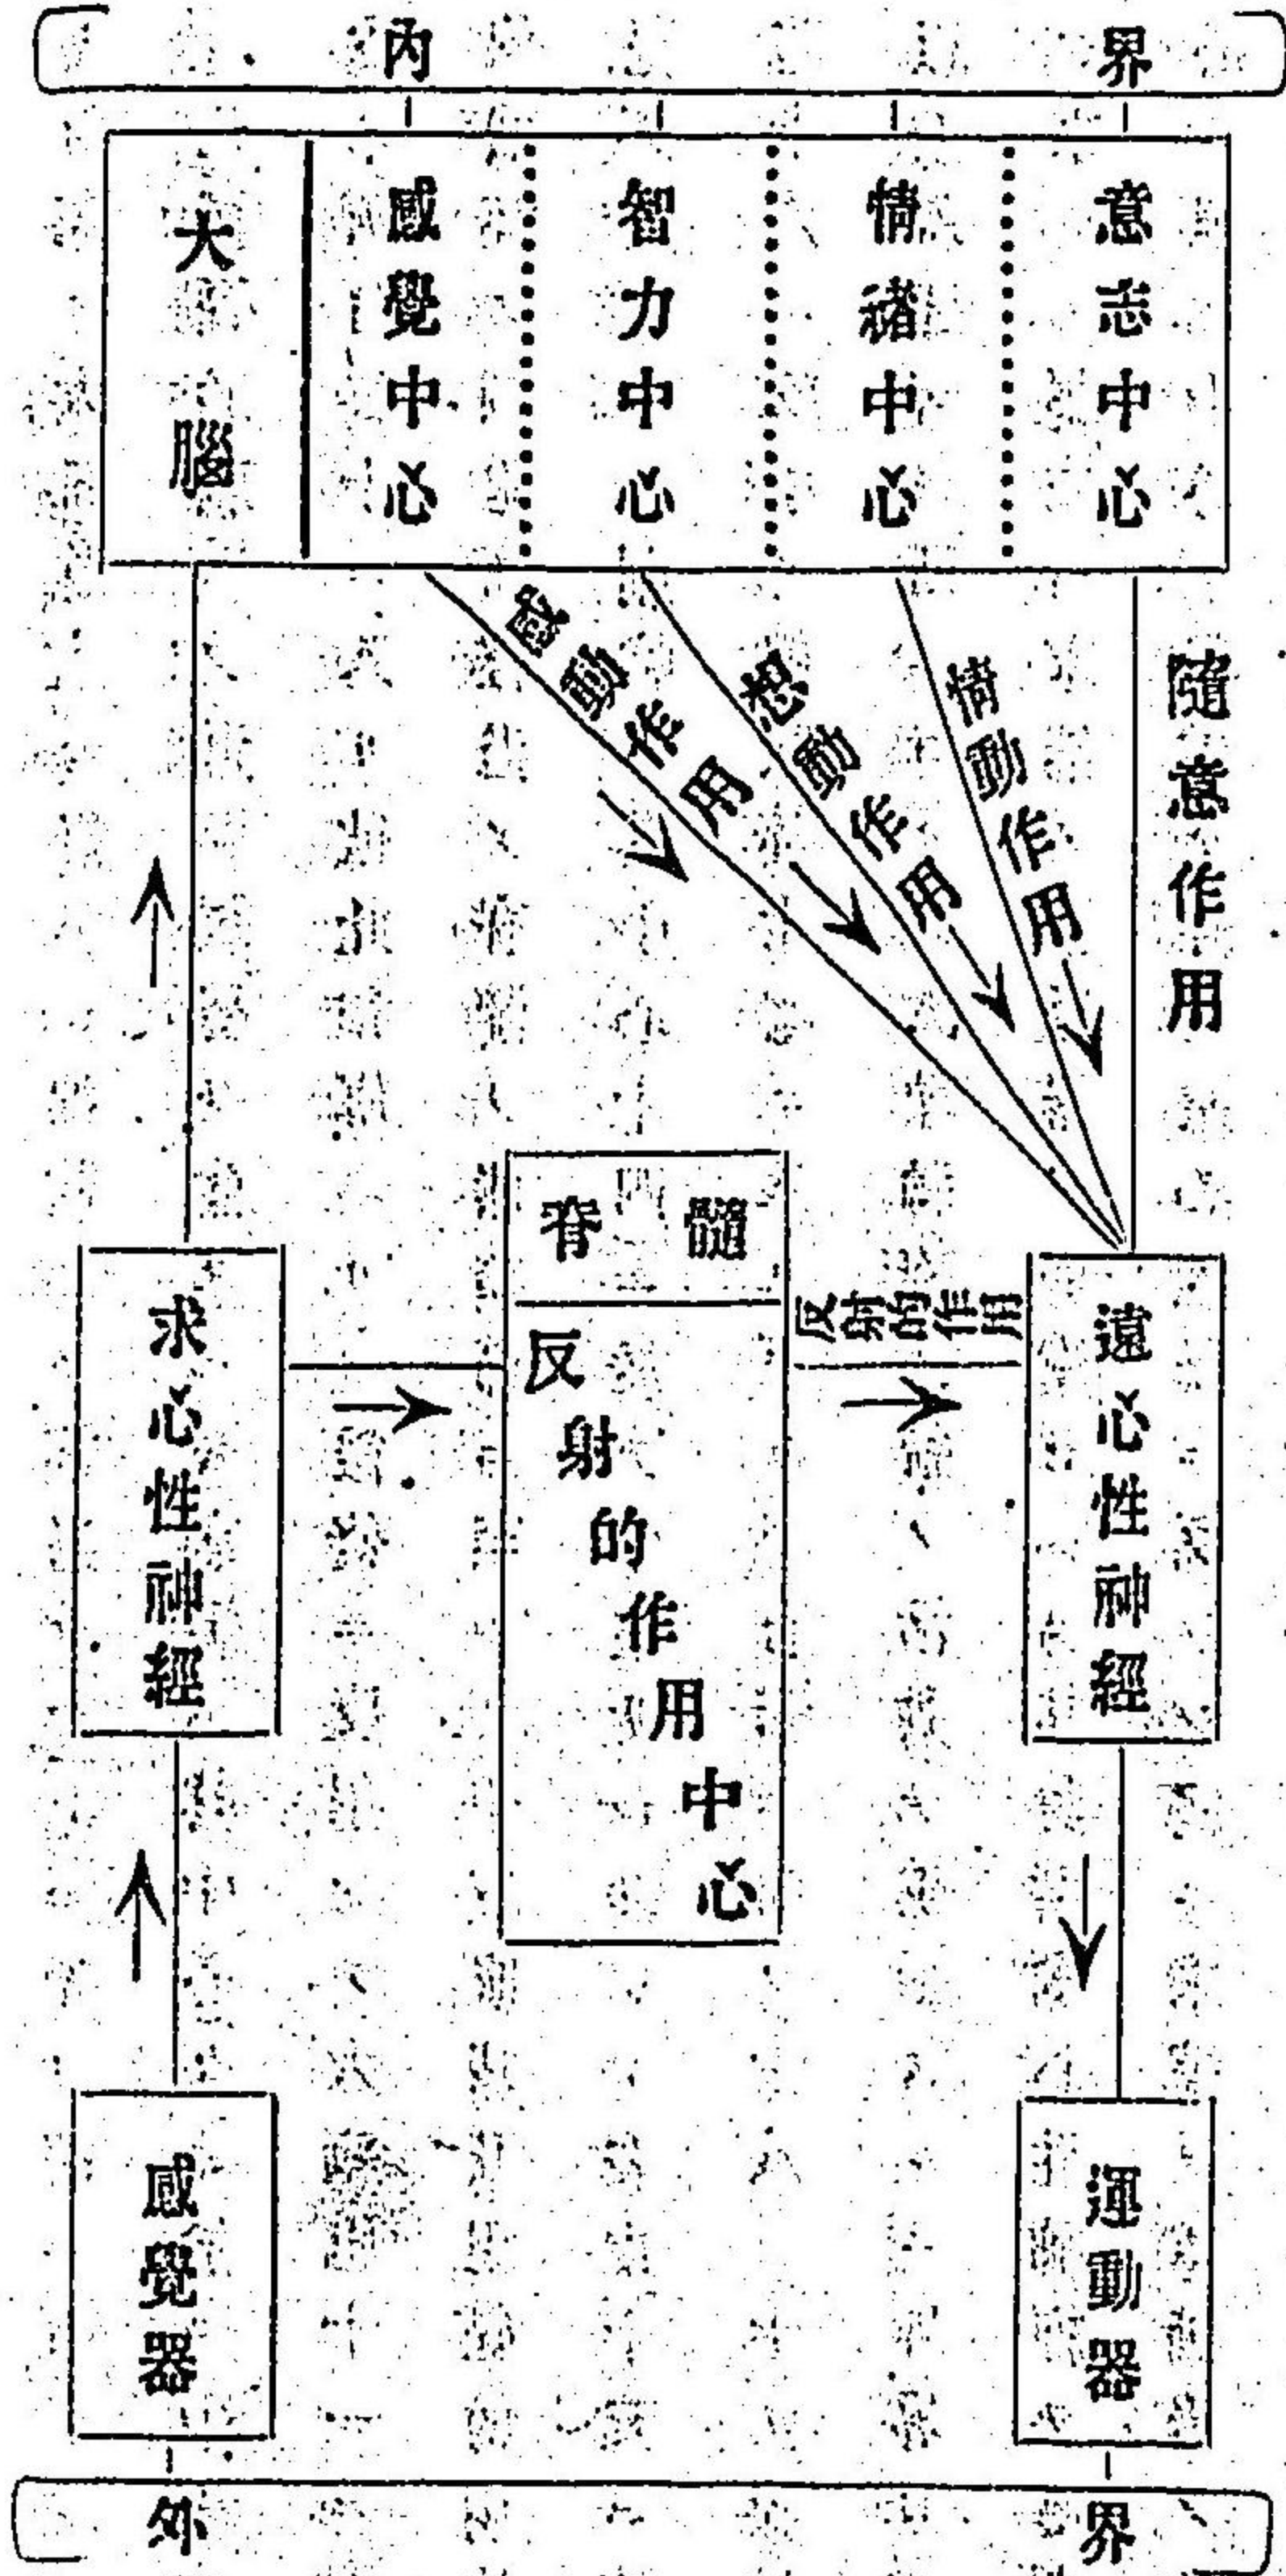 內界
大腦
感覺中心
智力中心
情緒中心
意志中心
感動作用
想動作用
情動作用
隨意作用
求心性神經
脊髓
反射的作用中心
反射的作用
遠心性神經
感覺器
運動器
外界